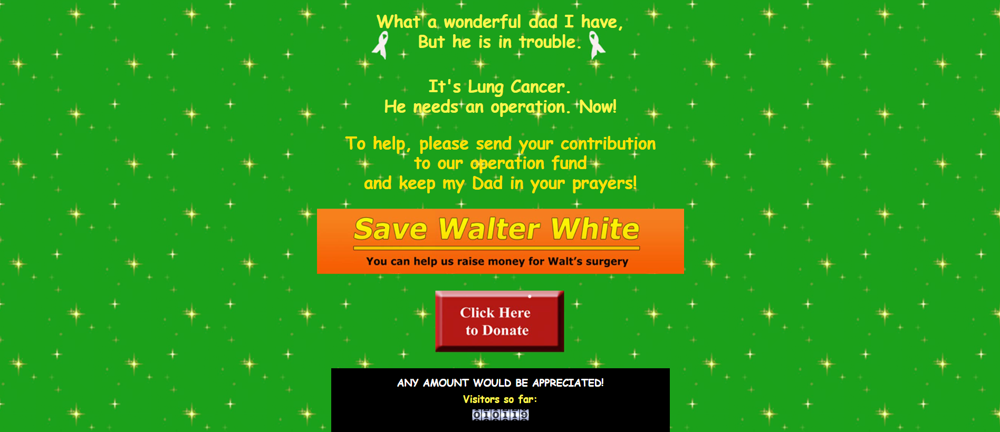 What a wonderful dad I have,
But he is in trouble.
It's Lung Cancer.
He needs an operation. Now!
To help, please send your contribution
to our operation fund
and keep my Dad in your prayers!
Save Walter White
You can help us raise money for Walt’s surgery
Click Here
to Donate
ANY AMOUNT WOULD BE APPRECIATED!
Visitors so far:
010119